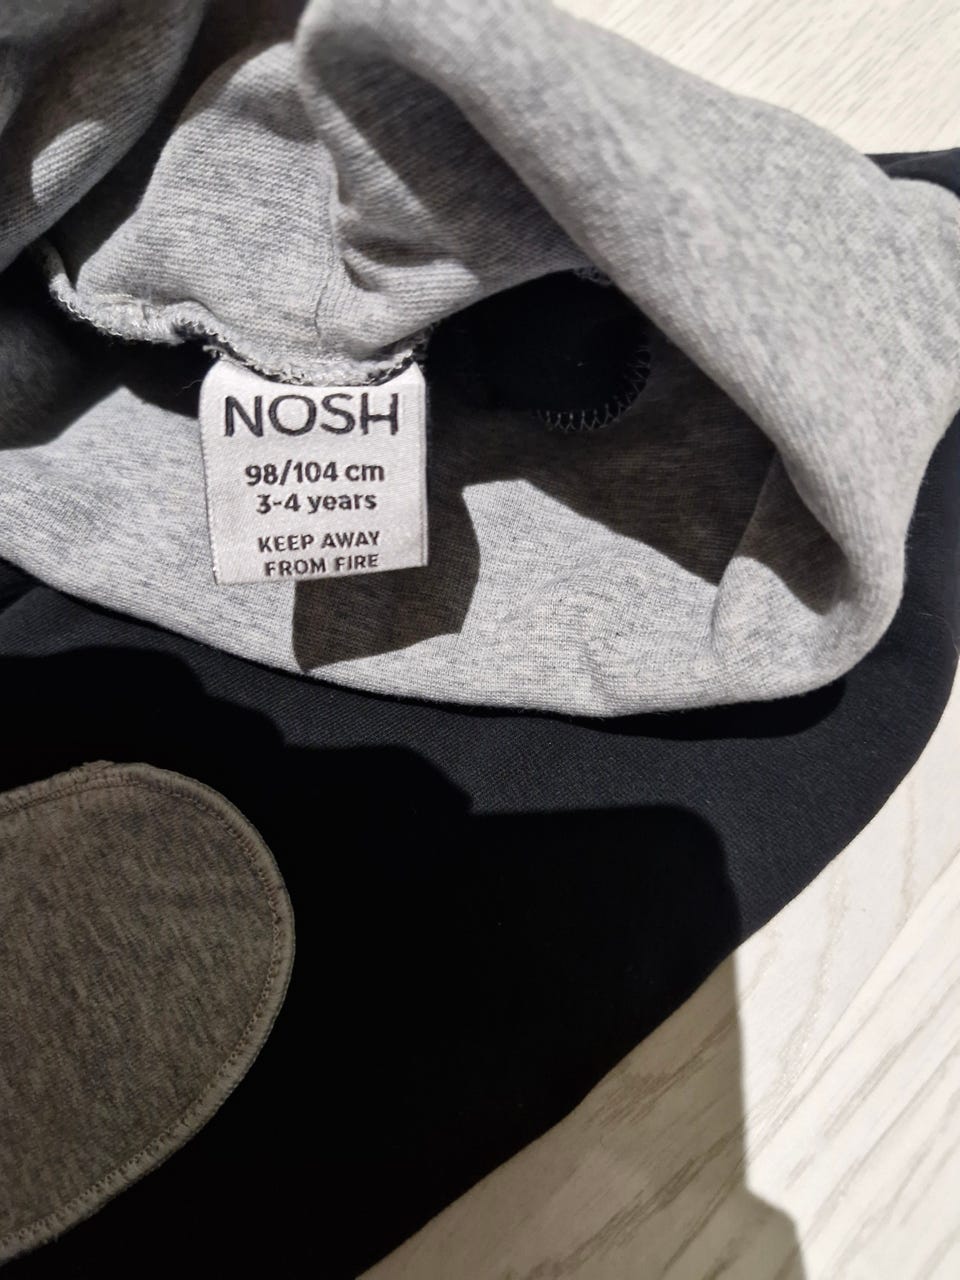 NOSH
98/104 cm
3-4 years
KEEP AWAY
FROM FIRE